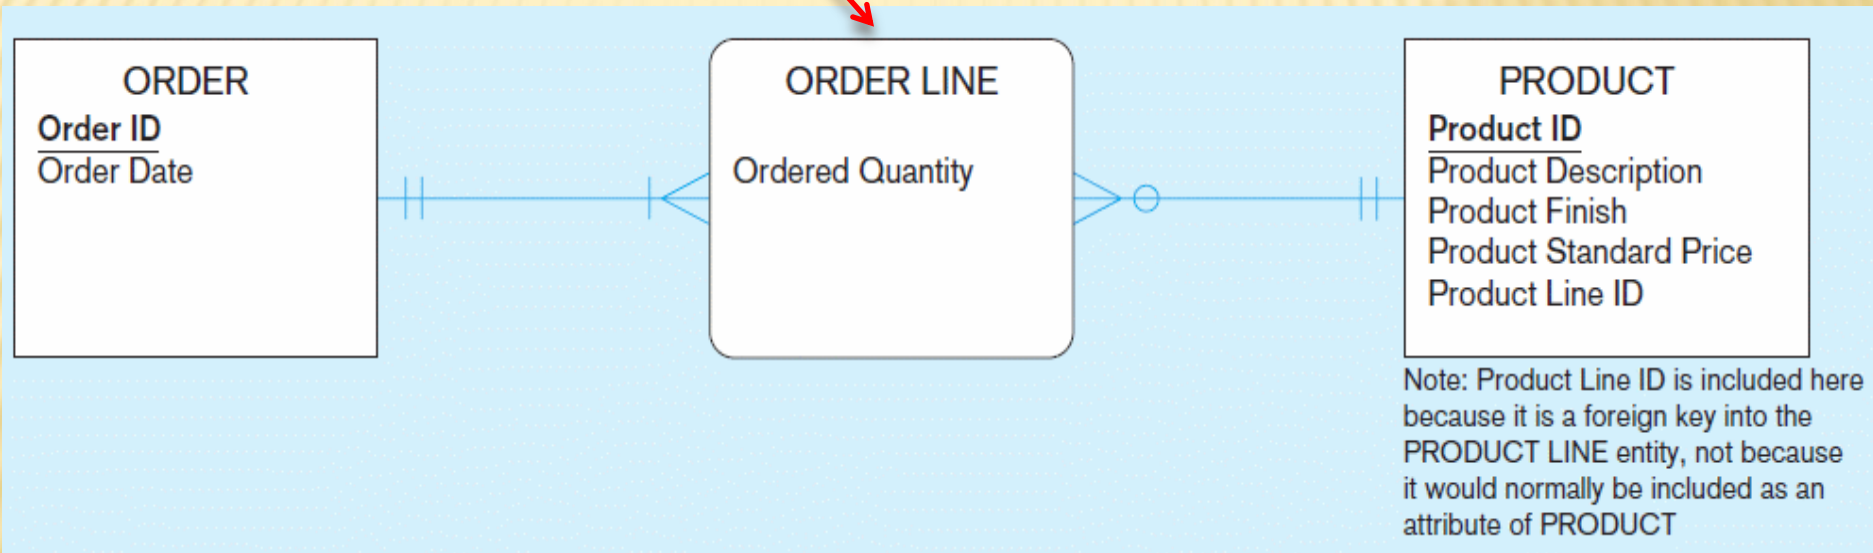 ORDER
Order ID
Order Date
ORDER LINE
Ordered Quantity
PRODUCT
Product ID
Product Description
Product Finish
Product Standard Price
Product Line ID
Note: Product Line ID is included here
because it is a foreign key into the
PRODUCT LINE entity, not because
it would normally be included as an
attribute of PRODUCT